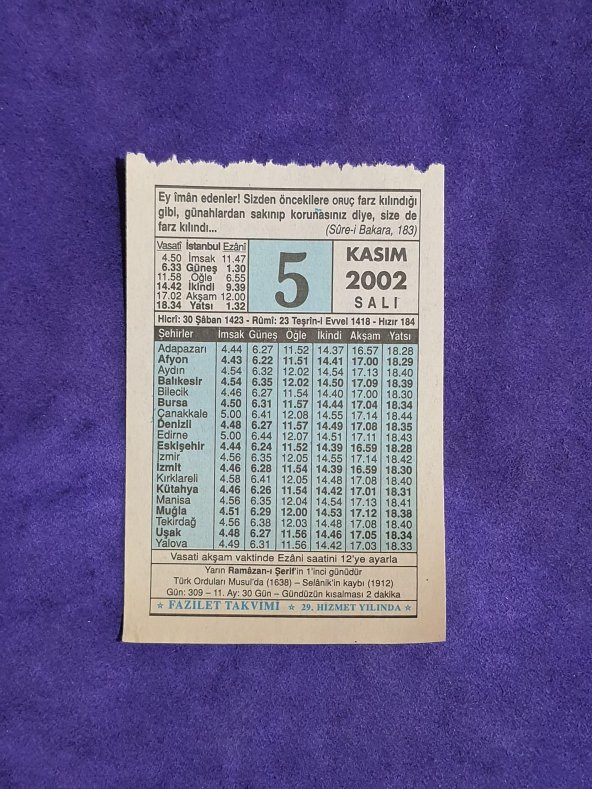 Ey îmân edenler! Sizden öncekilere oruç farz kılındığı
gibi, günahlardan sakınıp korunasınız diye, size de
farz kılındı...
(Sûre-i Bakara, 183)
Vasatî İstanbul Ezânî
4.50 İmsak 11.47
6.33 Güneş 1.30
11.58 Öğle 6.55
14.42 İkindi 9.39
17.02 Akşam 12.00
18.34 Yatsı 1.32
5
KASIM
2002
SALI
Hicrî: 30 Şâban 1423 - Rûmî: 23 Teşrîn-i Evvel 1418 - Hızır 184
Şehirler İmsak Güneş Öğle İkindi Akşam Yatsı
Adapazarı 4.44 6.27 11.52 14.37 16.57 18.28
Afyon 4.43 6.22 11.51 14.41 17.00 18.29
Aydın 4.54 6.32 12.02 14.54 17.13 18.40
Balıkesir 4.54 6.35 12.02 14.50 17.09 18.39
Bilecik 4.46 6.27 11.54 14.40 17.00 18.30
Bursa 4.50 6.31 11.57 14.44 17.04 18.34
Çanakkale 5.00 6.41 12.08 14.55 17.14 18.44
Denizli 4.48 6.27 11.57 14.49 17.08 18.35
Edirne 5.00 6.44 12.07 14.51 17.11 18.43
Eskişehir 4.44 6.24 11.52 14.39 16.59 18.28
İzmir 4.56 6.35 12.05 14.55 17.14 18.42
İzmit 4.46 6.28 11.54 14.39 16.59 18.30
Kırklareli 4.58 6.41 12.05 14.48 17.08 18.40
Kütahya 4.46 6.26 11.54 14.42 17.01 18.31
Manisa 4.56 6.35 12.04 14.54 17.13 18.41
Muğla 4.51 6.29 12.00 14.53 17.12 18.38
Tekirdağ 4.56 6.38 12.03 14.48 17.08 18.40
Uşak 4.48 6.27 11.56 14.46 17.05 18.34
Yalova 4.49 6.31 11.56 14.42 17.03 18.33
Vasati akşam vaktinde Ezâni saatini 12'ye ayarla
Yarın Ramâzan-ı Şerîf'in 1'inci günüdür
Türk Orduları Musul'da (1638) – Selânik'in kaybı (1912)
Gün: 309 – 11. Ay: 30 Gün – Gündüzün kısalması 2 dakika
★ FAZİLET TAKVİMİ ★ 29. HİZMET YILINDA ★